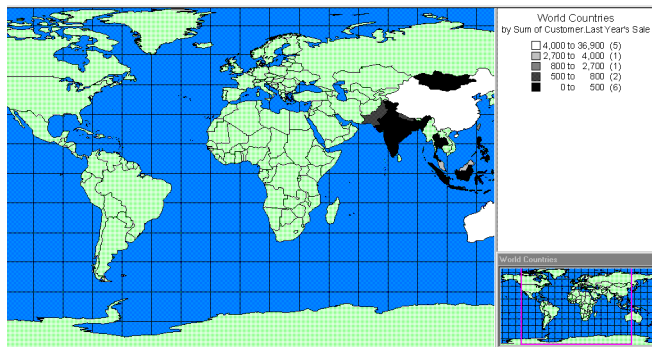 World Countries
by Sum of Customer.Last Year's Sale
4,000 to 36,900 (5)
2,700 to 4,000 (1)
800 to 2,700 (1)
500 to 800 (2)
0 to 500 (6)
World Countries